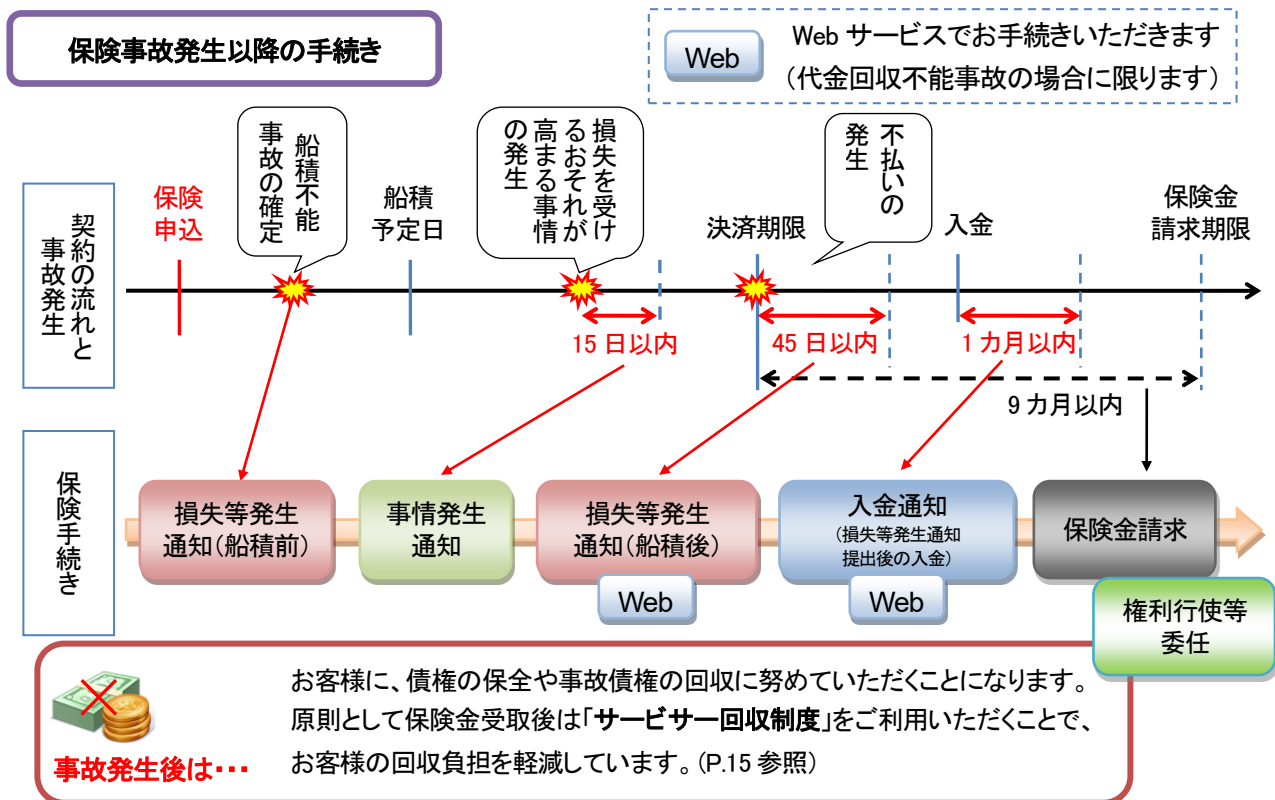 保険事故発生以降の手続き
Web
Web サービスでお手続きいただきます
（代金回収不能事故の場合に限ります）
契約の流れと
事故発生
保険
申込
船積不能
事故の確定
船積
予定日
損失を受け
るおそれが
高まる事情
の発生
決済期限
不払いの
発生
入金
保険金
請求期限
15 日以内
45 日以内
1 カ月以内
9 カ月以内
保険手続き
損失等発生
通知（船積前）
事情発生
通知
損失等発生
通知（船積後）
Web
入金通知
（損失等発生通知
提出後の入金）
Web
保険金請求
権利行使等
委任
事故発生後は・・・
お客様に、債権の保全や事故債権の回収に努めていただくことになります。
原則として保険金受取後は「サービサー回収制度」をご利用いただくことで、
お客様の回収負担を軽減しています。（P.15 参照）